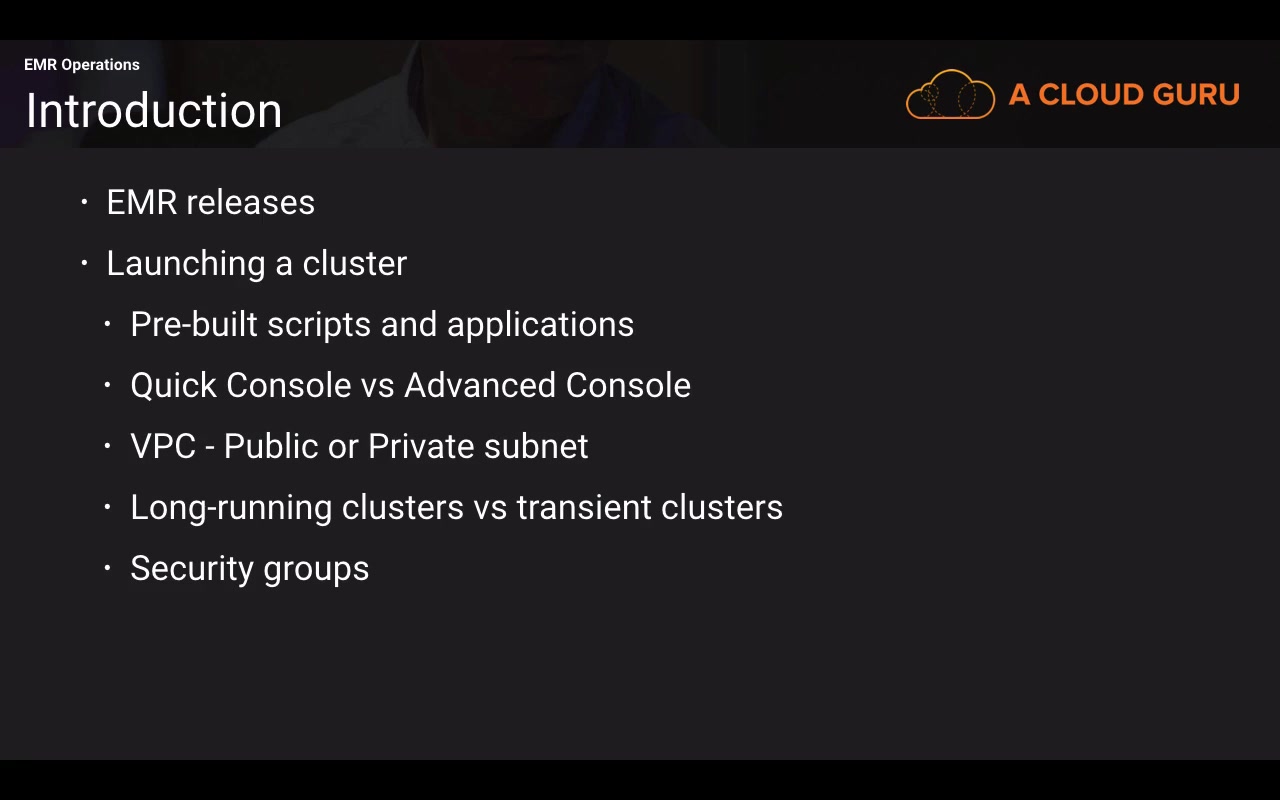 EMR Operations
Introduction
A CLOUD GURU
• EMR releases
• Launching a cluster
• Pre-built scripts and applications
• Quick Console vs Advanced Console
• VPC - Public or Private subnet
• Long-running clusters vs transient clusters
• Security groups